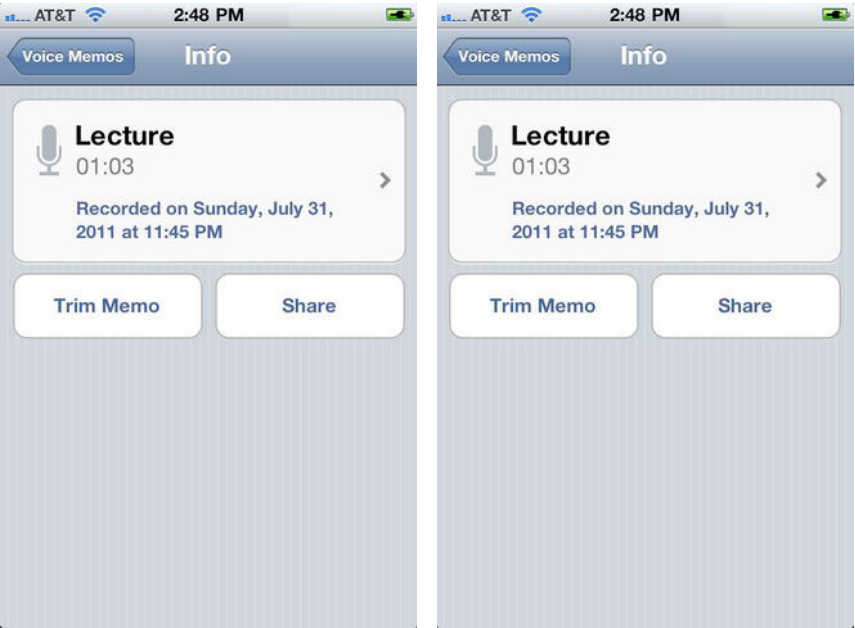 AT&T 2:48 PM
Voice Memos Info
Lecture
01:03
Recorded on Sunday, July 31,
2011 at 11:45 PM
Trim Memo Share
AT&T 2:48 PM
Voice Memos Info
Lecture
01:03
Recorded on Sunday, July 31,
2011 at 11:45 PM
Trim Memo Share